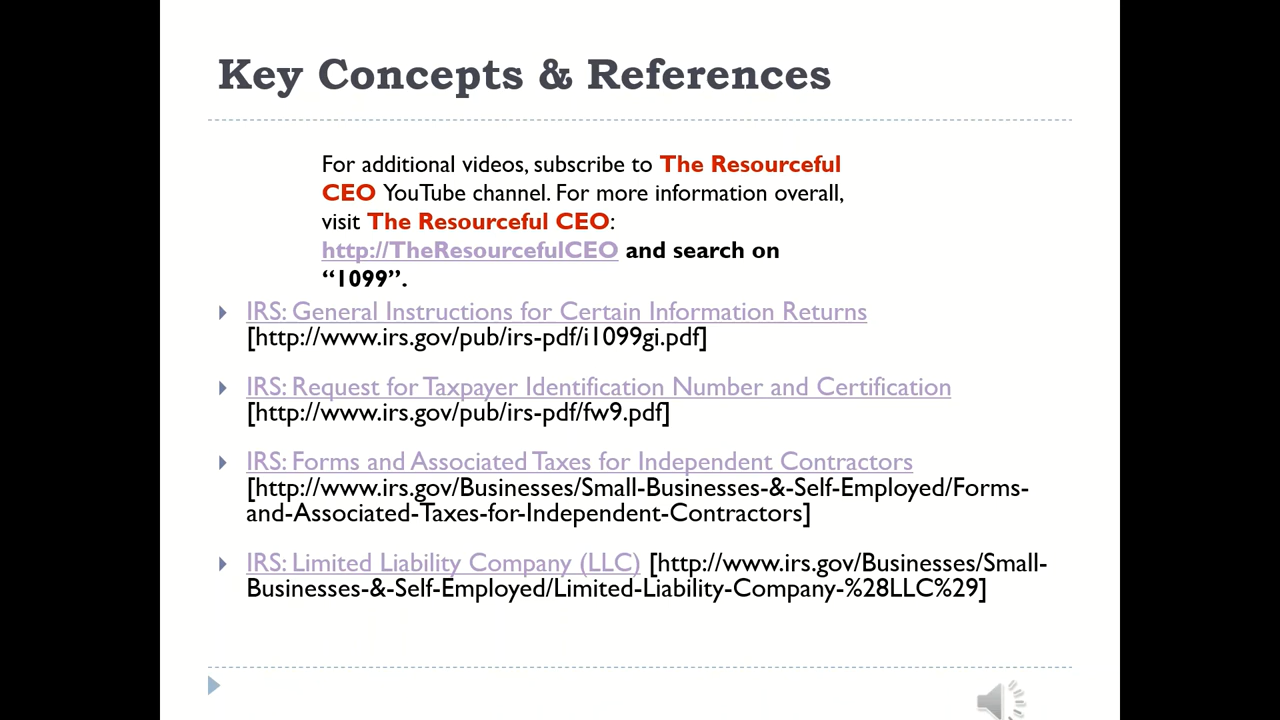 Key Concepts & References
For additional videos, subscribe to The Resourceful
CEO YouTube channel. For more information overall,
visit The Resourceful CEO:
http://TheResourcefulCEO and search on
“1099”.
IRS: General Instructions for Certain Information Returns
[http://www.irs.gov/pub/irs-pdf/i1099gi.pdf]
IRS: Request for Taxpayer Identification Number and Certification
[http://www.irs.gov/pub/irs-pdf/fw9.pdf]
IRS: Forms and Associated Taxes for Independent Contractors
[http://www.irs.gov/Businesses/Small-Businesses-&-Self-Employed/Forms-
and-Associated-Taxes-for-Independent-Contractors]
IRS: Limited Liability Company (LLC) [http://www.irs.gov/Businesses/Small-
Businesses-&-Self-Employed/Limited-Liability-Company-%28LLC%29]